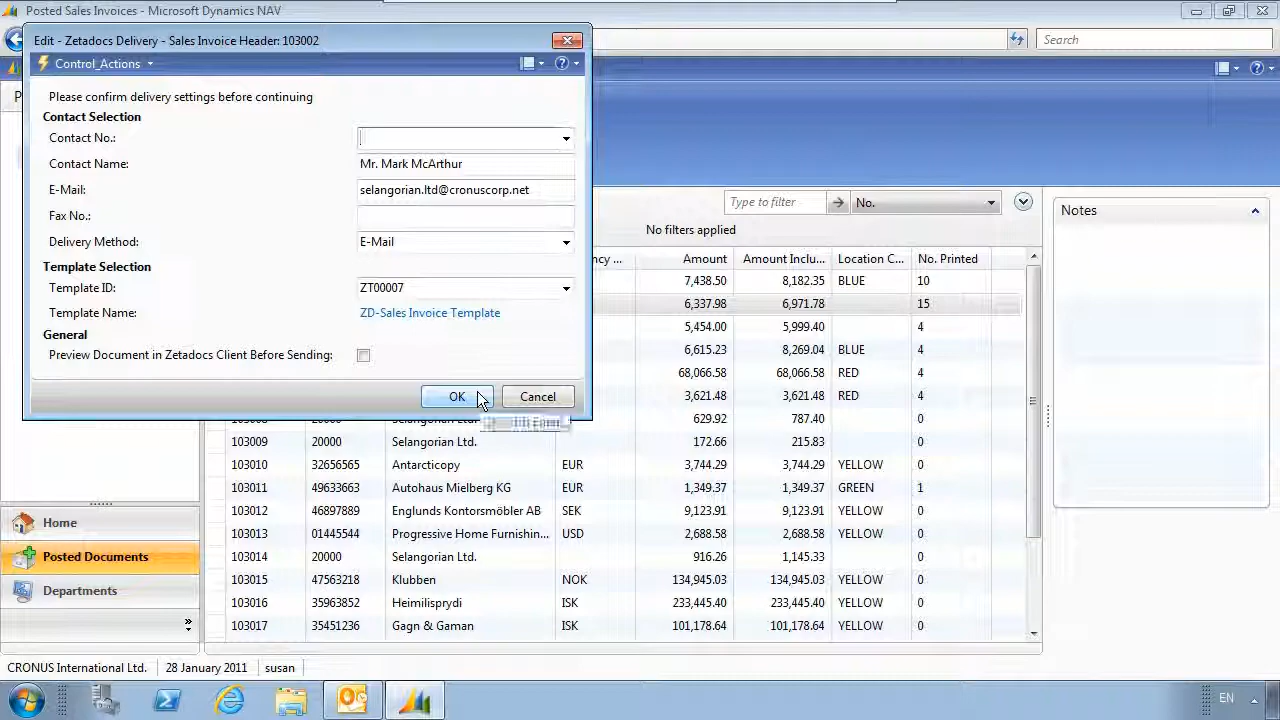 Posted Sales Invoices - Microsoft Dynamics NAV
Search
Edit - Zetadocs Delivery - Sales Invoice Header: 103002
Control_Actions
Please confirm delivery settings before continuing
Contact Selection
Contact No.:
Contact Name: Mr. Mark McArthur
E-Mail: selangorian.ltd@cronuscorp.net
Fax No.:
Delivery Method: E-Mail
Template Selection
Template ID: ZT00007
Template Name: ZD-Sales Invoice Template
General
Preview Document in Zetadocs Client Before Sending:
OK Cancel
Type to filter No.
No filters applied
Notes
Amount Amount Inclu... Location C... No. Printed
7,438.50 8,182.35 BLUE 10
6,337.98 6,971.78 15
5,454.00 5,999.40 4
6,615.23 8,269.04 BLUE 4
68,066.58 68,066.58 RED 4
3,621.48 3,621.48 RED 4
629.92 787.40 0
103009 20000 Selangorian Ltd. 172.66 215.83 0
103010 32656565 Antarcticopy EUR 3,744.29 3,744.29 YELLOW 0
103011 49633663 Autohaus Mielberg KG EUR 1,349.37 1,349.37 GREEN 1
103012 46897889 Englunds Kontorsmöbler AB SEK 9,123.91 9,123.91 YELLOW 0
103013 01445544 Progressive Home Furnishin... USD 2,688.58 2,688.58 YELLOW 0
103014 20000 Selangorian Ltd. 916.26 1,145.33 0
103015 47563218 Klubben NOK 134,945.03 134,945.03 YELLOW 0
103016 35963852 Heimilisprydi ISK 233,445.40 233,445.40 YELLOW 0
103017 35451236 Gagn & Gaman ISK 101,178.64 101,178.64 YELLOW 0
Home
Posted Documents
Departments
CRONUS International Ltd. 28 January 2011 susan
EN